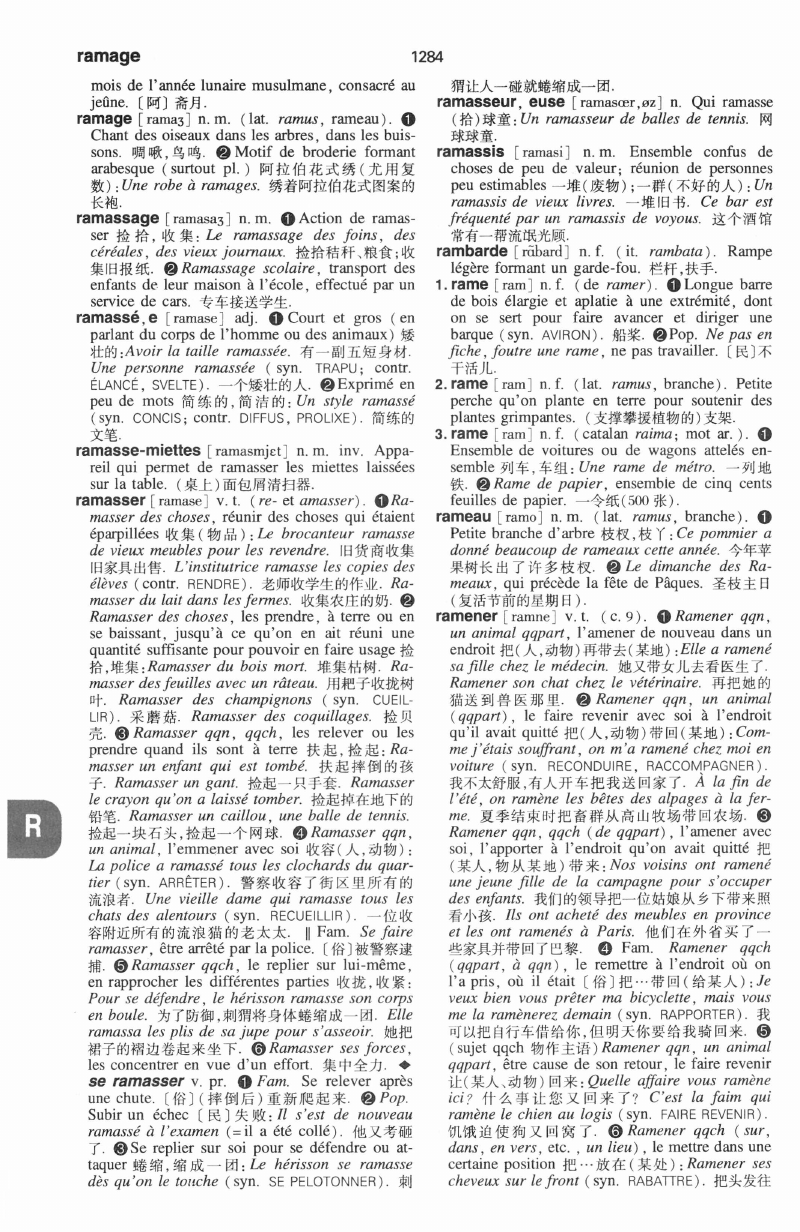 ramage
1284
mois de l'année lunaire musulmane, consacré au
jeûne. [阿] 斋月.
ramage [ramaʒ] n. m. (lat. ramus, rameau). ❶
Chant des oiseaux dans les arbres, dans les buis-
sons. 啁啾,鸟鸣. ❷ Motif de broderie formant
arabesque (surtout pl.) 阿拉伯花式绣(尤用复
数):Une robe à ramages. 绣着阿拉伯花式图案的
长袍.
ramassage [ramasaʒ] n. m. ❶ Action de ramas-
ser 捡拾, 收集: Le ramassage des foins, des
céréales, des vieux journaux. 捡拾秸秆、粮食;收
集旧报纸. ❷ Ramassage scolaire, transport des
enfants de leur maison à l'école, effectué par un
service de cars. 专车接送学生.
ramassé, e [ramase] adj. ❶ Court et gros (en
parlant du corps de l'homme ou des animaux) 矮
壮的:Avoir la taille ramassée. 有一副五短身材.
Une personne ramassée (syn. TRAPU; contr.
ÉLANCÉ, SVELTE). 一个矮壮的人. ❷ Exprimé en
peu de mots 简练的,简洁的: Un style ramassé
(syn. CONCIS; contr. DIFFUS, PROLIXE). 简练的
文笔.
ramasse-miettes [ramasmjɛt] n. m. inv. Appa-
reil qui permet de ramasser les miettes laissées
sur la table. (桌上)面包屑清扫器.
ramasser [ramase] v. t. (re- et amasser). ❶ Ra-
masser des choses, réunir des choses qui étaient
éparpillées 收集(物品): Le brocanteur ramasse
de vieux meubles pour les revendre. 旧货商收集
旧家具出售. L'institutrice ramasse les copies des
élèves (contr. RENDRE). 老师收学生的作业. Ra-
masser du lait dans les fermes. 收集农庄的奶. ❷
Ramasser des choses, les prendre, à terre ou en
se baissant, jusqu'à ce qu'on en ait réuni une
quantité suffisante pour pouvoir en faire usage 捡
拾,堆集:Ramasser du bois mort. 堆集枯树. Ra-
masser des feuilles avec un râteau. 用耙子收拢树
叶. Ramasser des champignons (syn. CUEIL-
LIR). 采蘑菇. Ramasser des coquillages. 捡贝
壳. ❸ Ramasser qqn, qqch, les relever ou les
prendre quand ils sont à terre 扶起,捡起: Ra-
masser un enfant qui est tombé. 扶起摔倒的孩
子. Ramasser un gant. 捡起一只手套. Ramasser
le crayon qu'on a laissé tomber. 捡起掉在地下的
铅笔. Ramasser un caillou, une balle de tennis.
捡起一块石头,捡起一个网球. ❹ Ramasser qqn,
un animal, l'emmener avec soi 收容(人,动物):
La police a ramassé tous les clochards du quar-
tier (syn. ARRÊTER). 警察收容了街区里所有的
流浪者. Une vieille dame qui ramasse tous les
chats des alentours (syn. RECUEILLIR). 一位收
容附近所有的流浪猫的老太太. ‖ Fam. Se faire
ramasser, être arrêté par la police. [俗]被警察逮
捕. ❺ Ramasser qqch, le replier sur lui-même,
en rapprocher les différentes parties 收拢,收紧:
Pour se défendre, le hérisson ramasse son corps
en boule. 为了防御,刺猬将身体蜷缩成一团. Elle
ramassa les plis de sa jupe pour s'asseoir. 她把
裙子的褶边卷起来坐下. ❻ Ramasser ses forces,
les concentrer en vue d'un effort. 集中全力. ◆
se ramasser v. pr. ❶ Fam. Se relever après
une chute. [俗](摔倒后)重新爬起来. ❷ Pop.
Subir un échec [民]失败: Il s'est de nouveau
ramassé à l'examen (=il a été collé). 他又考砸
了. ❸ Se replier sur soi pour se défendre ou at-
taquer 蜷缩,缩成一团: Le hérisson se ramasse
dès qu'on le touche (syn. SE PELOTONNER). 刺
猬让人一碰就蜷缩成一团.
ramasseur, euse [ramasœr,øz] n. Qui ramasse
(拾)球童:Un ramasseur de balles de tennis. 网
球球童.
ramassis [ramasi] n. m. Ensemble confus de
choses de peu de valeur; réunion de personnes
peu estimables 一堆(废物);一群(不好的人):Un
ramassis de vieux livres. 一堆旧书. Ce bar est
fréquenté par un ramassis de voyous. 这个酒馆
常有一帮流氓光顾.
rambarde [rɑ̃bard] n. f. (it. rambata). Rampe
légère formant un garde-fou. 栏杆,扶手.
1. rame [ram] n. f. (de ramer). ❶ Longue barre
de bois élargie et aplatie à une extrémité, dont
on se sert pour faire avancer et diriger une
barque (syn. AVIRON). 船桨. ❷ Pop. Ne pas en
fiche, foutre une rame, ne pas travailler. [民]不
干活儿.
2. rame [ram] n. f. (lat. ramus, branche). Petite
perche qu'on plante en terre pour soutenir des
plantes grimpantes. (支撑攀援植物的)支架.
3. rame [ram] n. f. (catalan raima; mot ar.). ❶
Ensemble de voitures ou de wagons attelés en-
semble 列车,车组:Une rame de métro. 一列地
铁. ❷ Rame de papier, ensemble de cinq cents
feuilles de papier. 一令纸(500 张).
rameau [ramo] n. m. (lat. ramus, branche). ❶
Petite branche d'arbre 枝杈,枝丫:Ce pommier a
donné beaucoup de rameaux cette année. 今年苹
果树长出了许多枝杈. ❷ Le dimanche des Ra-
meaux, qui précède la fête de Pâques. 圣枝主日
(复活节前的星期日).
ramener [ramne] v. t. (c. 9). ❶ Ramener qqn,
un animal qqpart, l'amener de nouveau dans un
endroit 把(人,动物)再带去(某地):Elle a ramené
sa fille chez le médecin. 她又带女儿去看医生了.
Ramener son chat chez le vétérinaire. 再把她的
猫送到兽医那里. ❷ Ramener qqn, un animal
(qqpart), le faire revenir avec soi à l'endroit
qu'il avait quitté 把(人,动物)带回(某地):Com-
me j'étais souffrant, on m'a ramené chez moi en
voiture (syn. RECONDUIRE, RACCOMPAGNER).
我不太舒服,有人开车把我送回家了. À la fin de
l'été, on ramène les bêtes des alpages à la fer-
me. 夏季结束时把畜群从高山牧场带回农场. ❸
Ramener qqn, qqch (de qqpart), l'amener avec
soi, l'apporter à l'endroit qu'on avait quitté 把
(某人,物从某地)带来:Nos voisins ont ramené
une jeune fille de la campagne pour s'occuper
des enfants. 我们的领导把一位姑娘从乡下带来照
看小孩. Ils ont acheté des meubles en province
et les ont ramenés à Paris. 他们在外省买了一
些家具并带回了巴黎. ❹ Fam. Ramener qqch
(qqpart, à qqn), le remettre à l'endroit où on
l'a pris, où il était [俗]把…带回(给某人):Je
veux bien vous prêter ma bicyclette, mais vous
me la ramènerez demain (syn. RAPPORTER). 我
可以把自行车借给你,但明天你要给我骑回来. ❺
(sujet qqch 物作主语) Ramener qqn, un animal
qqpart, être cause de son retour, le faire revenir
让(某人、动物)回来:Quelle affaire vous ramène
ici? 什么事让您又回来了? C'est la faim qui
ramène le chien au logis (syn. FAIRE REVENIR).
饥饿迫使狗又回窝了. ❻ Ramener qqch (sur,
dans, en vers, etc., un lieu), le mettre dans une
certaine position 把…放在(某处):Ramener ses
cheveux sur le front (syn. RABATTRE). 把头发往
R